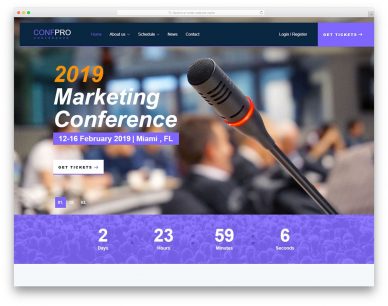 CONFPRO
Home About us Schedule News Contact
Login / Register
GET TICKETS
2019
Marketing
Conference
12-16 February 2019 | Miami , FL
GET TICKETS
01. 02. 03.
2 23 59 6
Days Hours Minutes Seconds